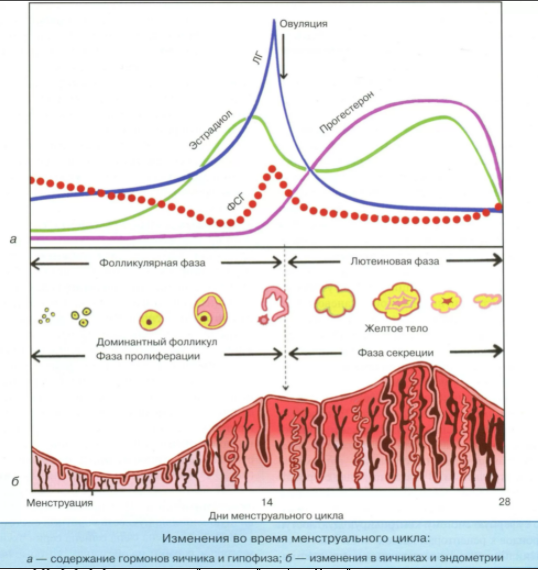 Овуляция
ЛГ
Эстрадиол
Прогестерон
ФСГ
а
Фолликулярная фаза
Лютеиновая фаза
Доминантный фолликул
Желтое тело
Фаза пролиферации
Фаза секреции
б
Менструация
14
28
Дни менструального цикла
Изменения во время менструального цикла:
а — содержание гормонов яичника и гипофиза; б — изменения в яичниках и эндометрии